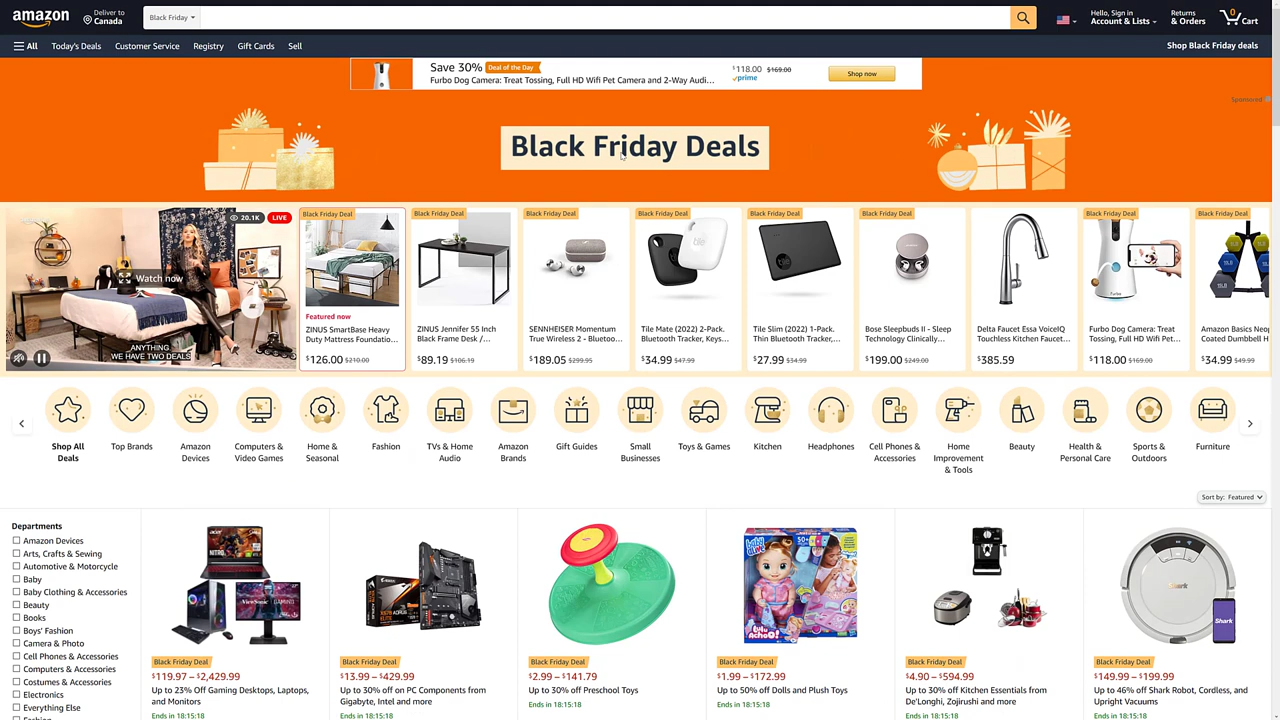 amazon
Deliver to
Canada
Black Friday
Hello, Sign in
Account & Lists
Returns
& Orders
0
Cart
All
Today's Deals
Customer Service
Registry
Gift Cards
Sell
Shop Black Friday deals
Save 30%
Deal of the Day
Furbo Dog Camera: Treat Tossing, Full HD Wifi Pet Camera and 2-Way Audi...
$118.00 $169.00
prime
Shop now
Sponsored
Black Friday Deals
20.1K
LIVE
Watch now
ANYTHING
WE HAVE TWO DEALS
Black Friday Deal
Featured now
ZINUS SmartBase Heavy
Duty Mattress Foundatio...
$126.00 $210.00
Black Friday Deal
ZINUS Jennifer 55 Inch
Black Frame Desk /...
$89.19 $106.19
Black Friday Deal
SENNHEISER Momentum
True Wireless 2 - Bluetoo...
$189.05 $299.95
Black Friday Deal
Tile Mate (2022) 2-Pack.
Bluetooth Tracker, Keys...
$34.99 $47.99
Black Friday Deal
Tile Slim (2022) 1-Pack.
Thin Bluetooth Tracker,...
$27.99 $34.99
Black Friday Deal
Bose Sleepbuds II - Sleep
Technology Clinically...
$199.00 $249.00
Delta Faucet Essa VoiceIQ
Touchless Kitchen Faucet...
$385.59
Black Friday Deal
Furbo Dog Camera: Treat
Tossing, Full HD Wifi Pet...
$118.00 $169.00
Black Friday Deal
Amazon Basics Neop
Coated Dumbbell H
$34.99 $49.99
Shop All
Deals
Top Brands
Amazon
Devices
Computers &
Video Games
Home &
Seasonal
Fashion
TVs & Home
Audio
Amazon
Brands
Gift Guides
Small
Businesses
Toys & Games
Kitchen
Headphones
Cell Phones &
Accessories
Home
Improvement
& Tools
Beauty
Health &
Personal Care
Sports &
Outdoors
Furniture
Sort by: Featured
Departments
Amazon Devices
Arts, Crafts & Sewing
Automotive & Motorcycle
Baby
Baby Clothing & Accessories
Beauty
Books
Boys' Fashion
Camera & Photo
Cell Phones & Accessories
Computers & Accessories
Costumes & Accessories
Electronics
Everything Else
Black Friday Deal
$119.97 – $2,429.99
Up to 23% Off Gaming Desktops, Laptops,
and Monitors
Ends in 18:15:18
Black Friday Deal
$13.99 – $429.99
Up to 30% off on PC Components from
Gigabyte, Intel and more
Ends in 18:15:18
Black Friday Deal
$2.99 – $141.79
Up to 30% off Preschool Toys
Ends in 18:15:18
Black Friday Deal
$1.99 – $172.99
Up to 50% off Dolls and Plush Toys
Ends in 18:15:18
Black Friday Deal
$4.90 – $594.99
Up to 30% off Kitchen Essentials from
De'Longhi, Zojirushi and more
Ends in 18:15:18
Shark
Black Friday Deal
$149.99 – $199.99
Up to 46% off Shark Robot, Cordless, and
Upright Vacuums
Ends in 18:15:18